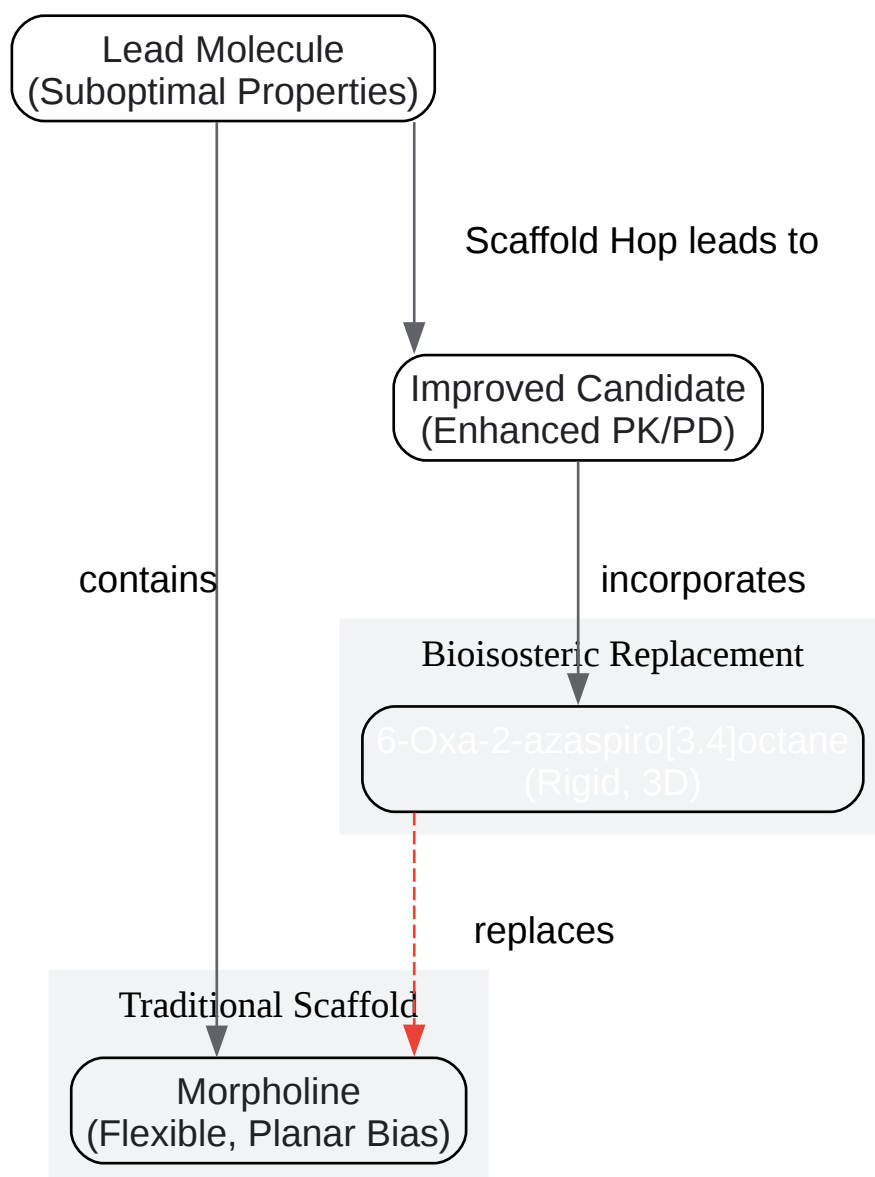 Lead Molecule
(Suboptimal Properties)
Scaffold Hop leads to
Improved Candidate
(Enhanced PK/PD)
contains
incorporates
Bioisosteric Replacement
6-Oxa-2-azaspiro[3.4]octane
(Rigid, 3D)
replaces
Traditional Scaffold
Morpholine
(Flexible, Planar Bias)